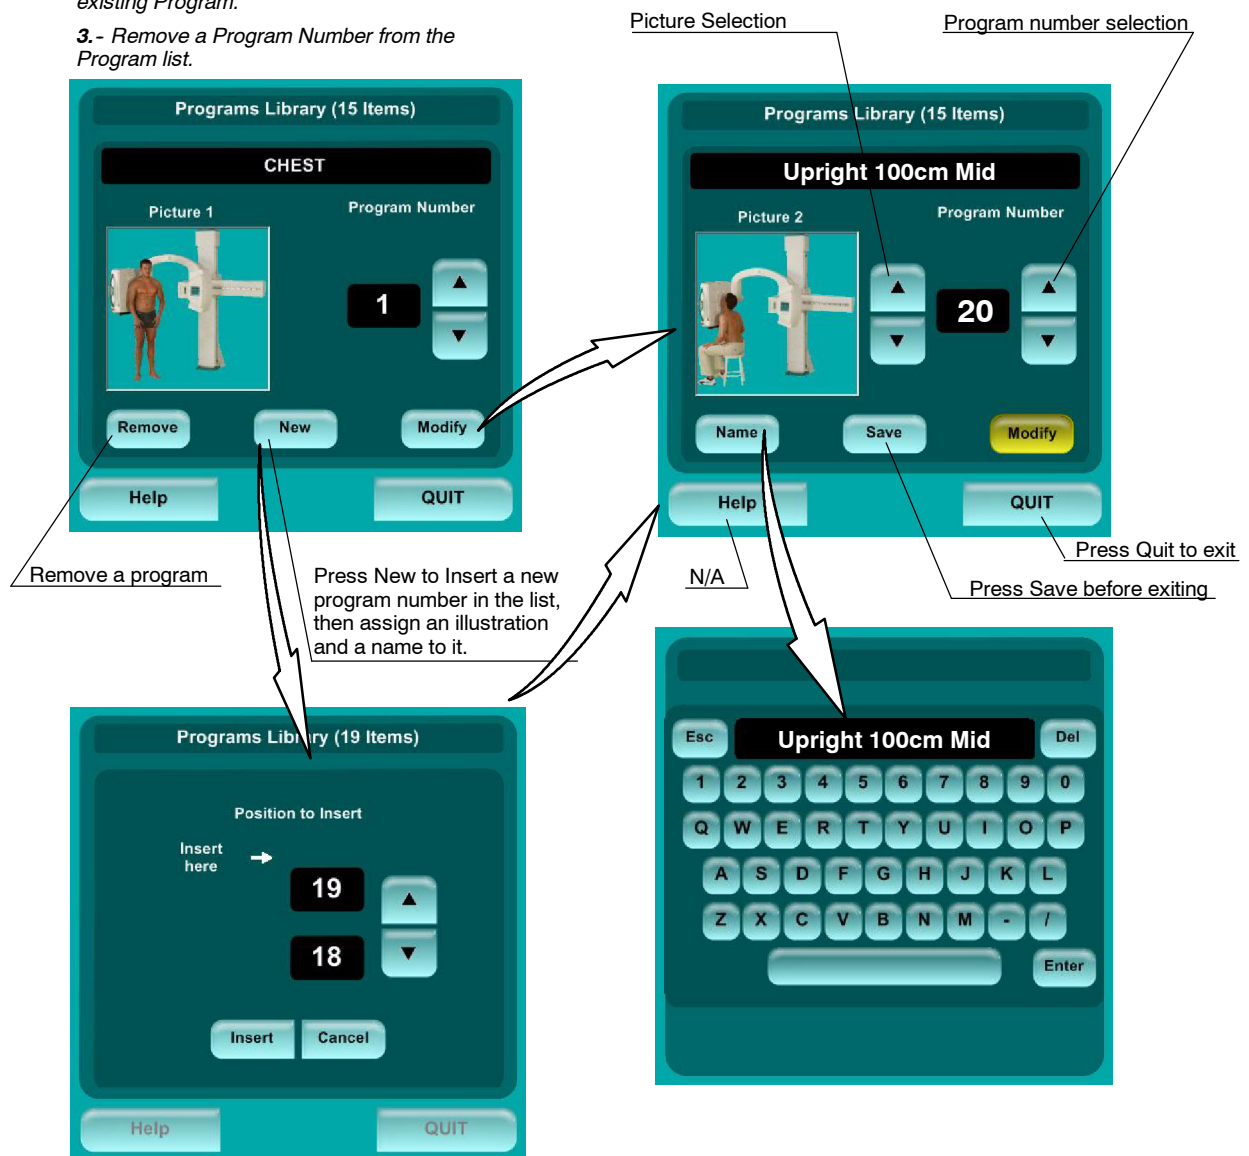 existing Program.
3.- Remove a Program Number from the
Program list.
Picture Selection
Program number selection
Programs Library (15 Items)
CHEST
Picture 1
Program Number
1
Remove
New
Modify
Help
QUIT
Programs Library (15 Items)
Upright 100cm Mid
Picture 2
Program Number
20
Name
Save
Modify
Help
QUIT
Remove a program
Press New to Insert a new
program number in the list,
then assign an illustration
and a name to it.
N/A
Press Quit to exit
Press Save before exiting
Programs Library (19 Items)
Position to Insert
Insert
here
19
18
Insert
Cancel
Help
QUIT
Esc
Upright 100cm Mid
Del
1 2 3 4 5 6 7 8 9 0
Q W E R T Y U I O P
A S D F G H J K L
Z X C V B N M - /
Enter